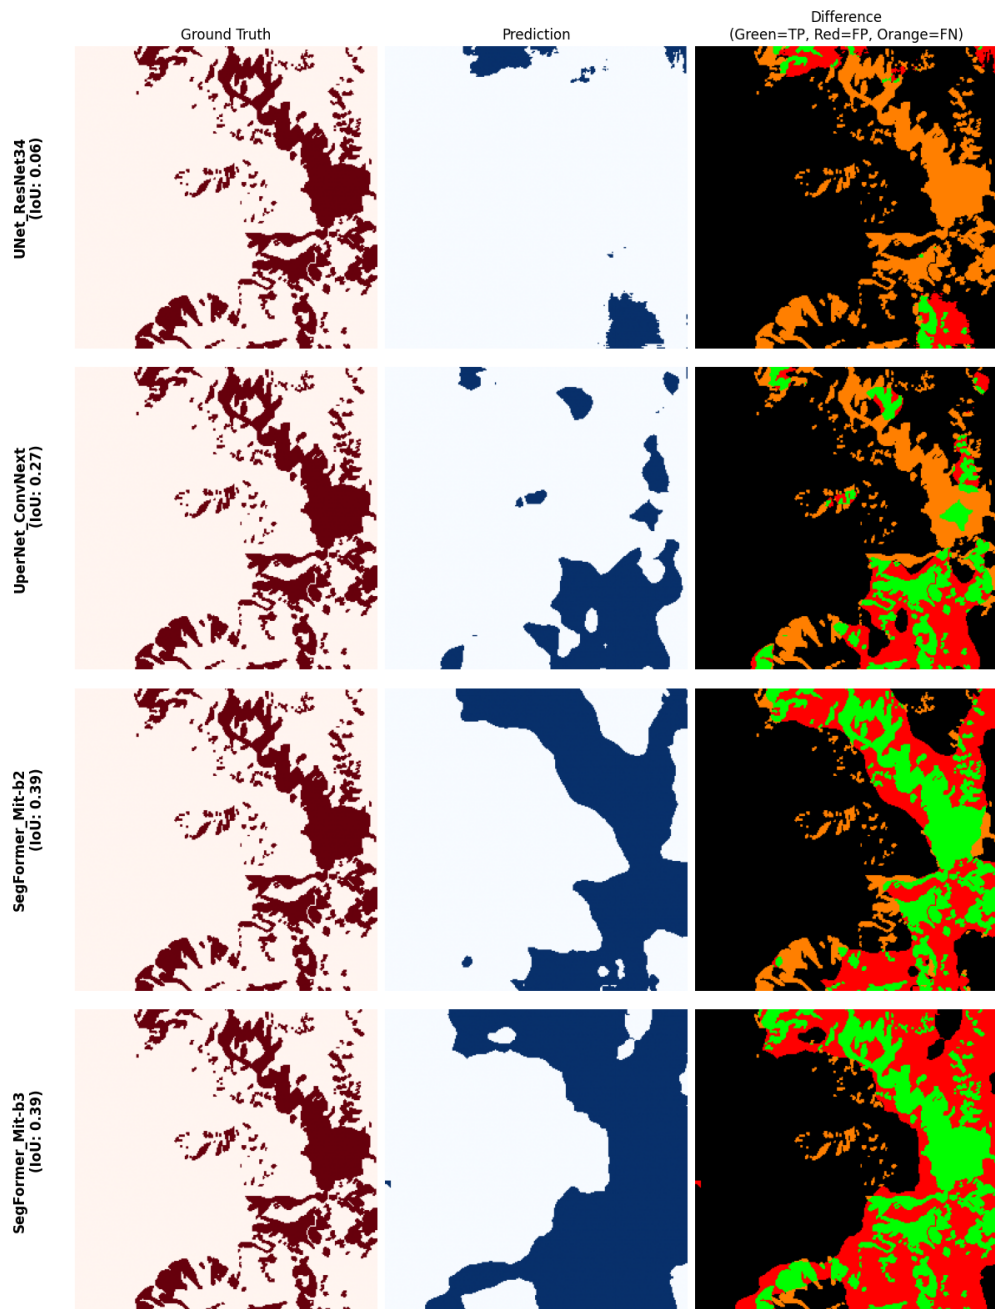 Ground Truth
Prediction
Difference
(Green=TP, Red=FP, Orange=FN)
UNet_ResNet34
(IoU: 0.06)
UperNet_ConvNext
(IoU: 0.27)
SegFormer_Mit-b2
(IoU: 0.39)
SegFormer_Mit-b3
(IoU: 0.39)